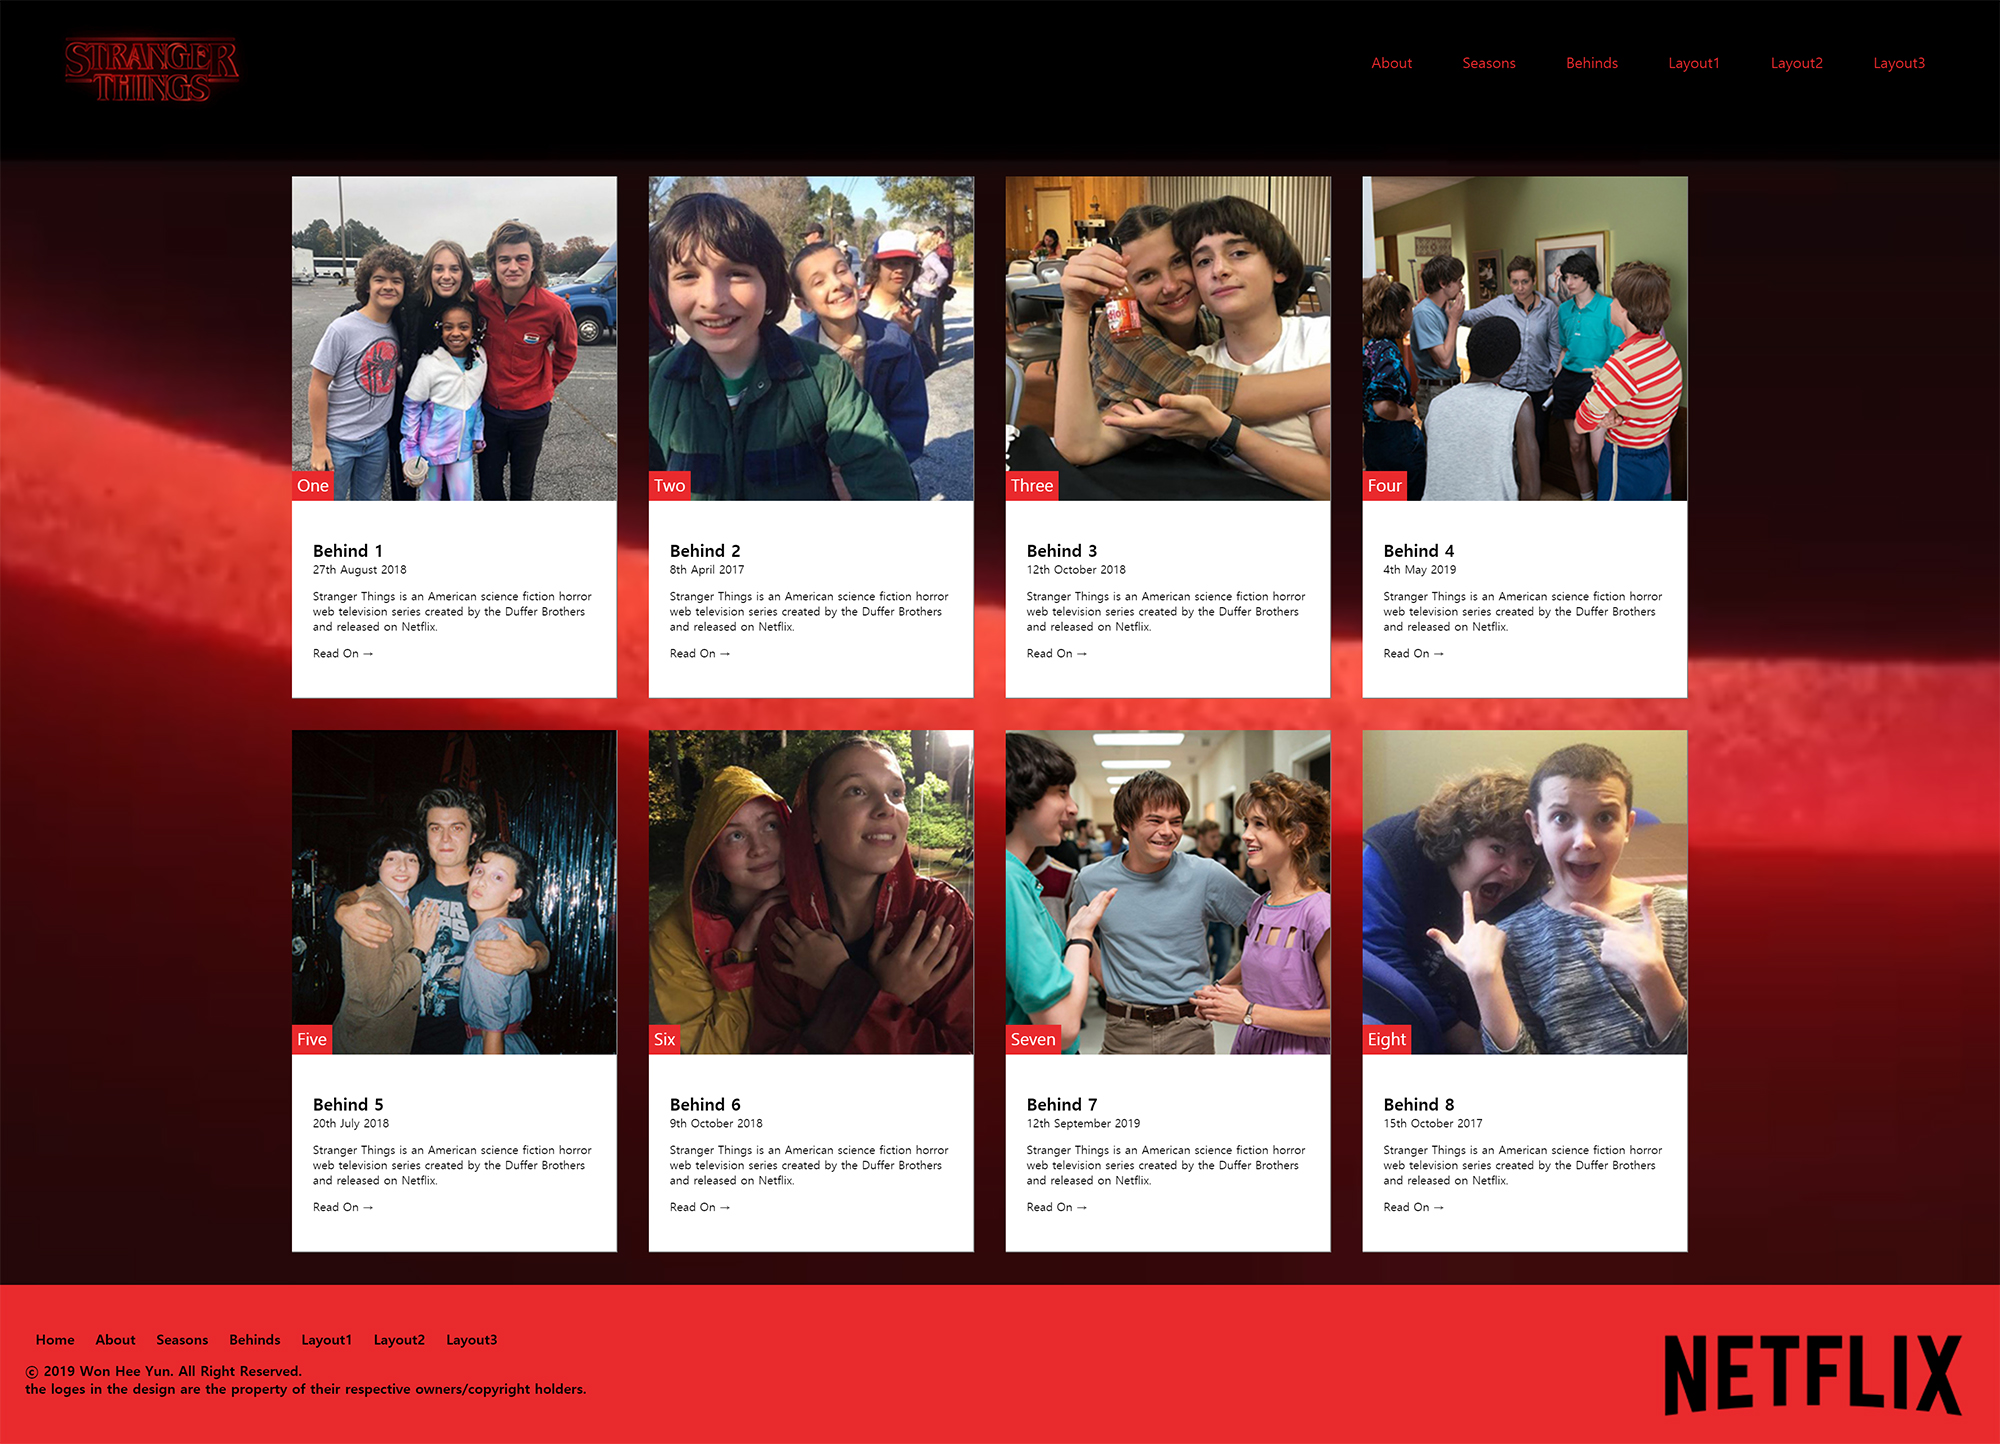 STRANGER
THINGS
About Seasons Behinds Layout1 Layout2 Layout3
One Two Three Four
Behind 1
27th August 2018
Stranger Things is an American science fiction horror
web television series created by the Duffer Brothers
and released on Netflix.
Read On →
Behind 2
8th April 2017
Stranger Things is an American science fiction horror
web television series created by the Duffer Brothers
and released on Netflix.
Read On →
Behind 3
12th October 2018
Stranger Things is an American science fiction horror
web television series created by the Duffer Brothers
and released on Netflix.
Read On →
Behind 4
4th May 2019
Stranger Things is an American science fiction horror
web television series created by the Duffer Brothers
and released on Netflix.
Read On →
Five Six Seven Eight
Behind 5
20th July 2018
Stranger Things is an American science fiction horror
web television series created by the Duffer Brothers
and released on Netflix.
Read On →
Behind 6
9th October 2018
Stranger Things is an American science fiction horror
web television series created by the Duffer Brothers
and released on Netflix.
Read On →
Behind 7
12th September 2019
Stranger Things is an American science fiction horror
web television series created by the Duffer Brothers
and released on Netflix.
Read On →
Behind 8
15th October 2017
Stranger Things is an American science fiction horror
web television series created by the Duffer Brothers
and released on Netflix.
Read On →
Home About Seasons Behinds Layout1 Layout2 Layout3
© 2019 Won Hee Yun. All Right Reserved.
the loges in the design are the property of their respective owners/copyright holders.
NETFLIX